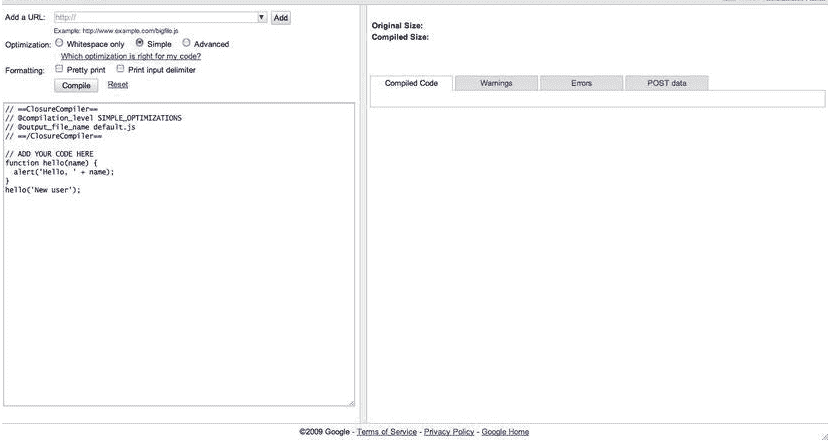 Add a URL: http:// Add
Example: http://www.example.com/bigfile.js
Optimization: Whitespace only Simple Advanced
Which optimization is right for my code?
Formatting: Pretty print Print input delimiter
Compile Reset
// ==ClosureCompiler==
// @compilation_level SIMPLE_OPTIMIZATIONS
// @output_file_name default.js
// ==/ClosureCompiler==
// ADD YOUR CODE HERE
function hello(name) {
alert('Hello, ' + name);
}
hello('New user');
Original Size:
Compiled Size:
Compiled Code Warnings Errors POST data
©2009 Google - Terms of Service - Privacy Policy - Google Home